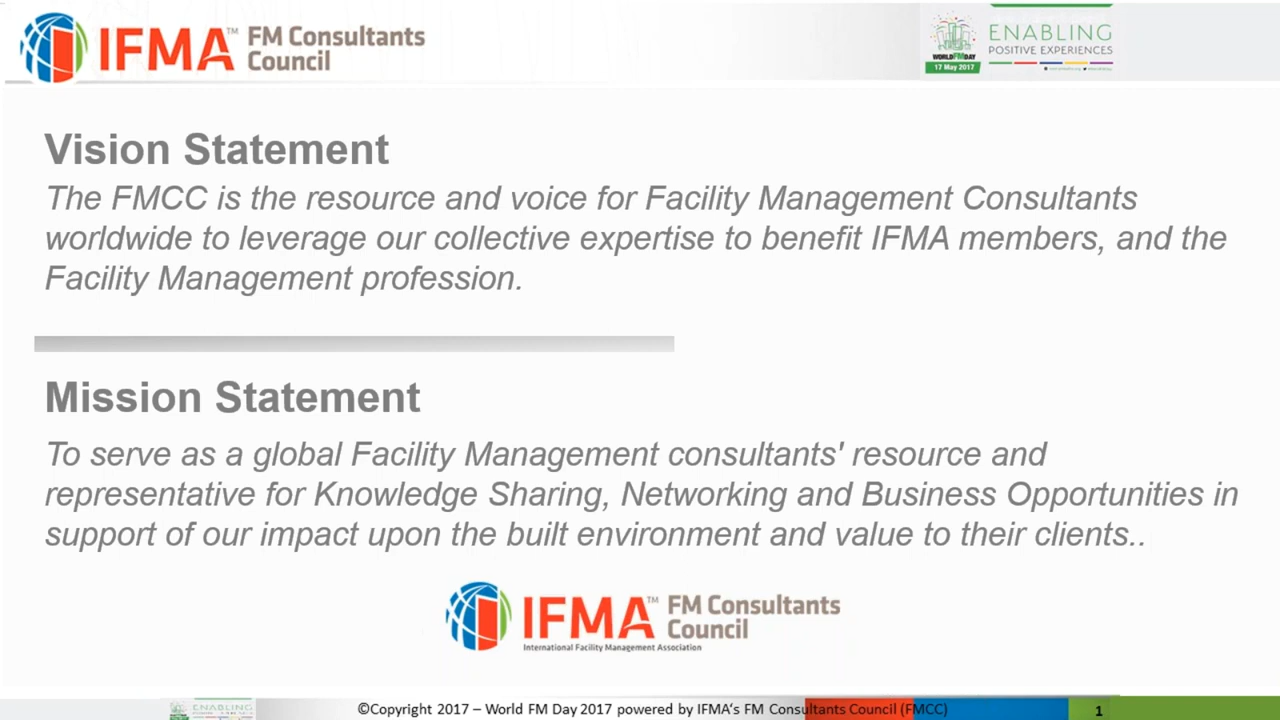 IFMA™ FM Consultants
Council
ENABLING
POSITIVE EXPERIENCES
WORLDFMDAY
17 May 2017
Vision Statement
The FMCC is the resource and voice for Facility Management Consultants
worldwide to leverage our collective expertise to benefit IFMA members, and the
Facility Management profession.
Mission Statement
To serve as a global Facility Management consultants' resource and
representative for Knowledge Sharing, Networking and Business Opportunities in
support of our impact upon the built environment and value to their clients..
IFMA™ FM Consultants
Council
International Facility Management Association
ENABLING
©Copyright 2017 – World FM Day 2017 powered by IFMA's FM Consultants Council (FMCC)
1